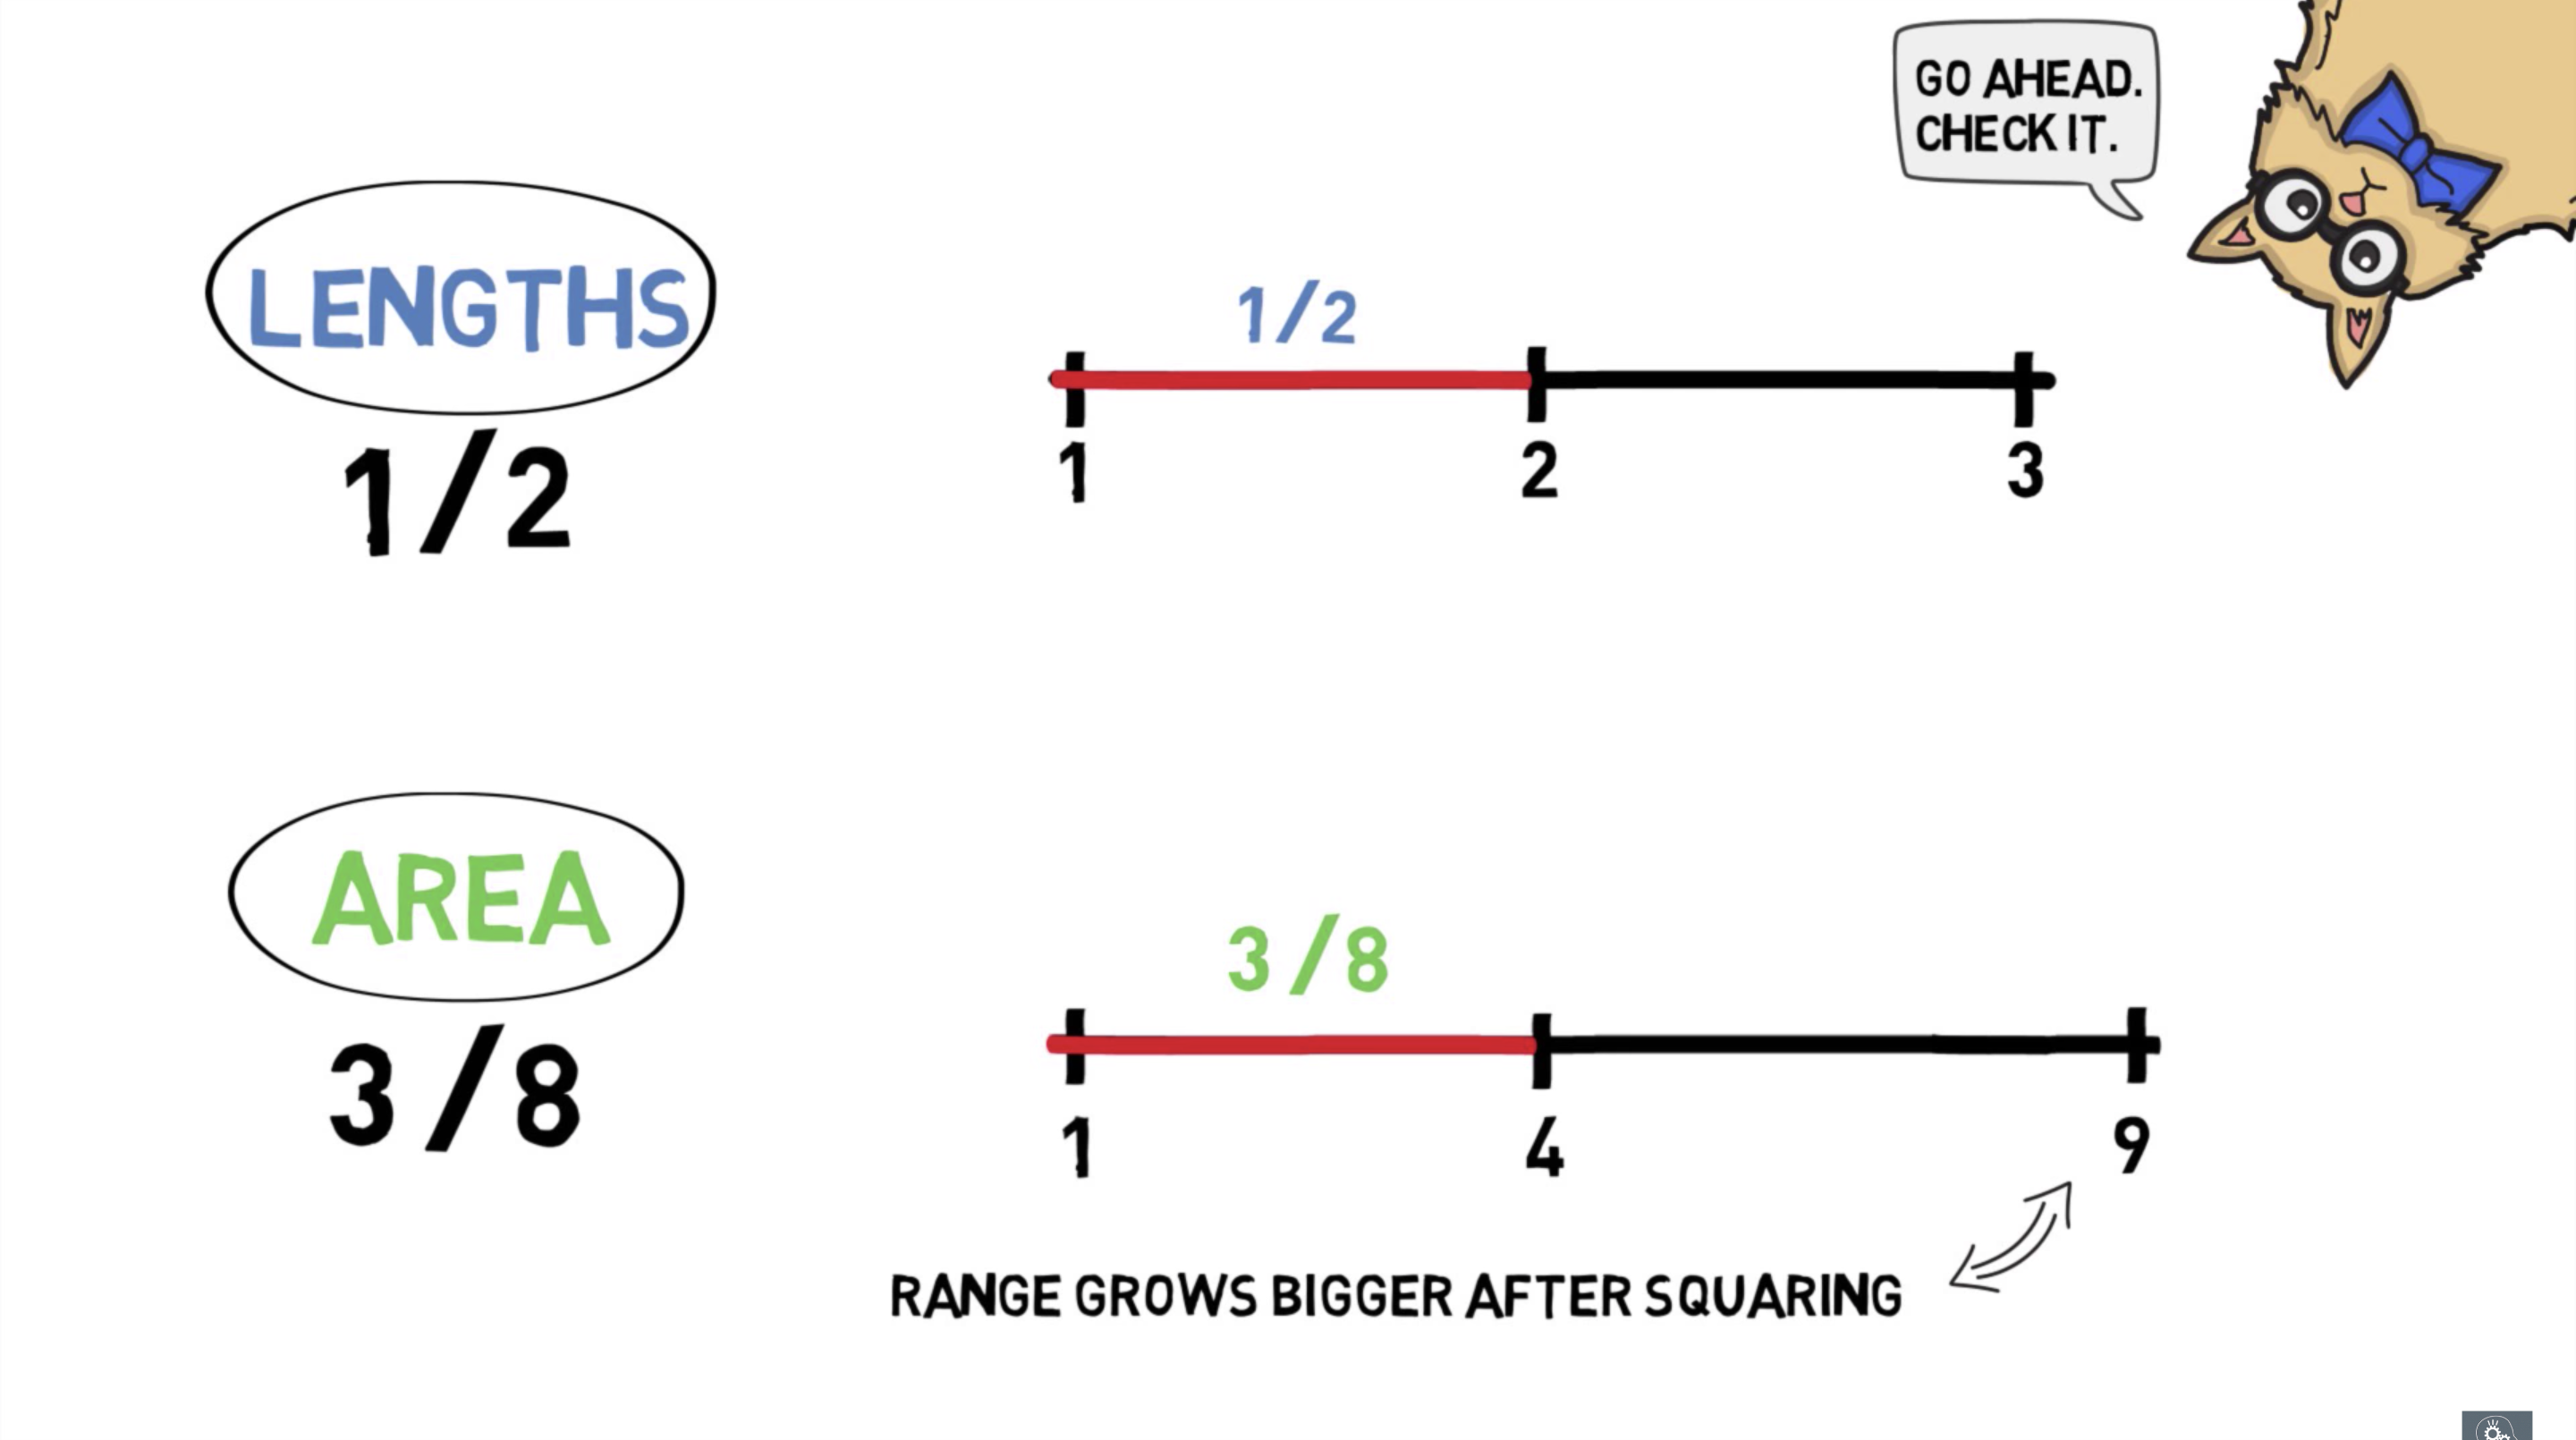 GO AHEAD.
CHECK IT.
LENGTHS
1/2
1/2
1 2 3
AREA
3/8
3/8
1 4 9
RANGE GROWS BIGGER AFTER SQUARING